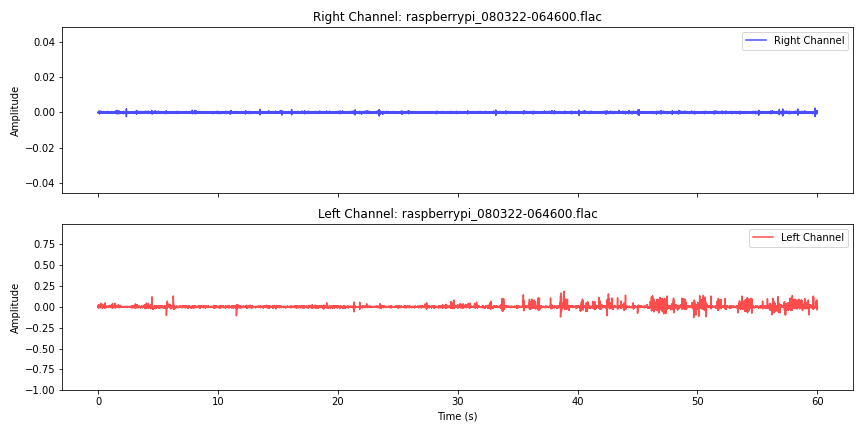 Right Channel: raspberrypi_080322-064600.flac
Right Channel
Amplitude
0.04
0.02
0.00
−0.02
−0.04
Left Channel: raspberrypi_080322-064600.flac
Left Channel
Amplitude
0.75
0.50
0.25
0.00
−0.25
−0.50
−0.75
−1.00
0 10 20 30 40 50 60
Time (s)